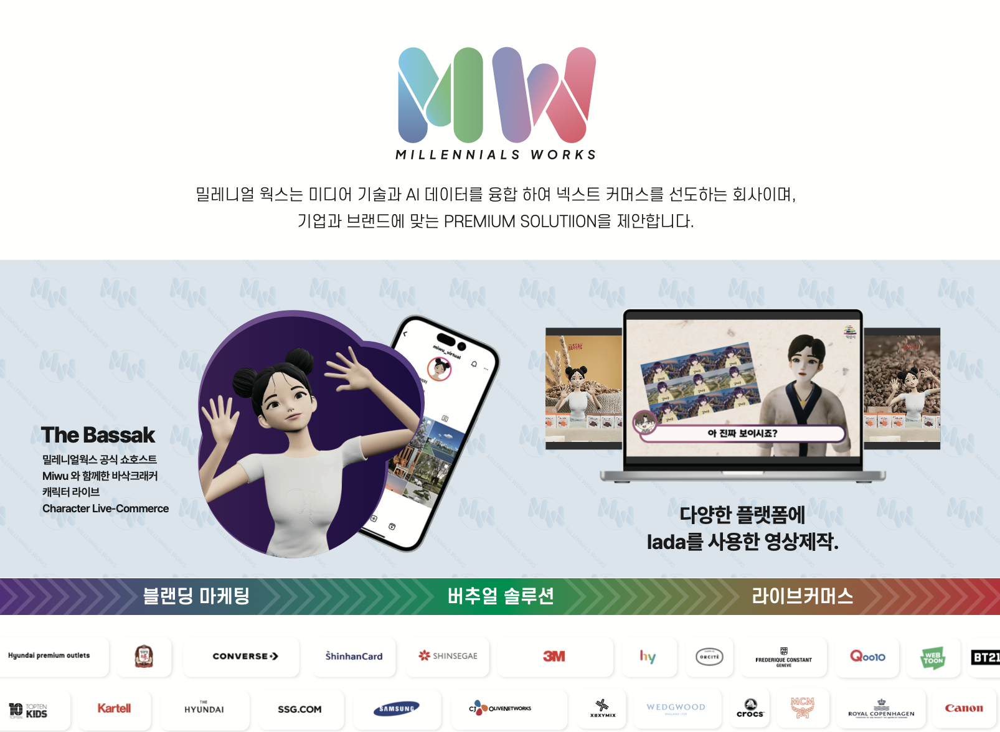 MILLENNIALS WORKS
밀레니얼 웍스는 미디어 기술과 AI 데이터를 융합 하여 넥스트 커머스를 선도하는 회사이며,
기업과 브랜드에 맞는 PREMIUM SOLUTIION을 제안합니다.
miwu_virtual
The Bassak
밀레니얼웍스 공식 쇼호스트
Miwu 와 함께한 바삭크래커
캐릭터 라이브
Character Live-Commerce
아 진짜 보이시죠?
다양한 플랫폼에
Iada를 사용한 영상제작.
블랜딩 마케팅
버추얼 솔루션
라이브커머스
Hyundai premium outlets
CONVERSE
ShinhanCard
SHINSEGAE
3M
hy
ORCITÉ
FREDERIQUE CONSTANT
GENEVE
Qoo10
WEB
TOON
BT21
10
TOPTEN
TOPTEN
KIDS
Kartell
THE
HYUNDAI
SSG.COM
SAMSUNG
CJ OLIVENETWORKS
XEXYMIX
WEDGWOOD
ENGLAND 1759
crocs
MCM
ROYAL COPENHAGEN
Canon